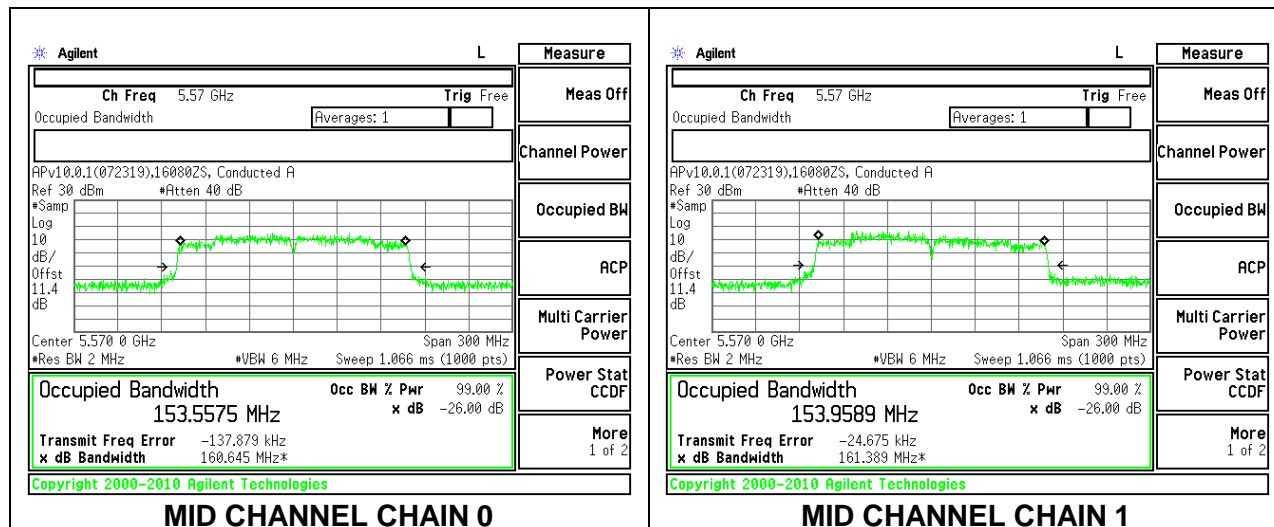 Agilent L Measure
Ch Freq 5.57 GHz Trig Free
Meas Off
Occupied Bandwidth Averages: 1
Channel Power
APv10.0.1(072319),16080ZS, Conducted A
Ref 30 dBm #Atten 40 dB
#Samp
Log
10
dB/
Offst
11.4
dB
Occupied BW
ACP
Multi Carrier
Power
Center 5.570 0 GHz Span 300 MHz
#Res BW 2 MHz #VBW 6 MHz Sweep 1.066 ms (1000 pts)
Power Stat
CCDF
Occupied Bandwidth Occ BW % Pwr 99.00 %
153.5575 MHz x dB -26.00 dB
Transmit Freq Error -137.879 kHz
x dB Bandwidth 160.645 MHz*
More
1 of 2
Copyright 2000-2010 Agilent Technologies
MID CHANNEL CHAIN 0
Agilent L Measure
Ch Freq 5.57 GHz Trig Free
Meas Off
Occupied Bandwidth Averages: 1
Channel Power
APv10.0.1(072319),16080ZS, Conducted A
Ref 30 dBm #Atten 40 dB
#Samp
Log
10
dB/
Offst
11.4
dB
Occupied BW
ACP
Multi Carrier
Power
Center 5.570 0 GHz Span 300 MHz
#Res BW 2 MHz #VBW 6 MHz Sweep 1.066 ms (1000 pts)
Power Stat
CCDF
Occupied Bandwidth Occ BW % Pwr 99.00 %
153.9589 MHz x dB -26.00 dB
Transmit Freq Error -24.675 kHz
x dB Bandwidth 161.389 MHz*
More
1 of 2
Copyright 2000-2010 Agilent Technologies
MID CHANNEL CHAIN 1